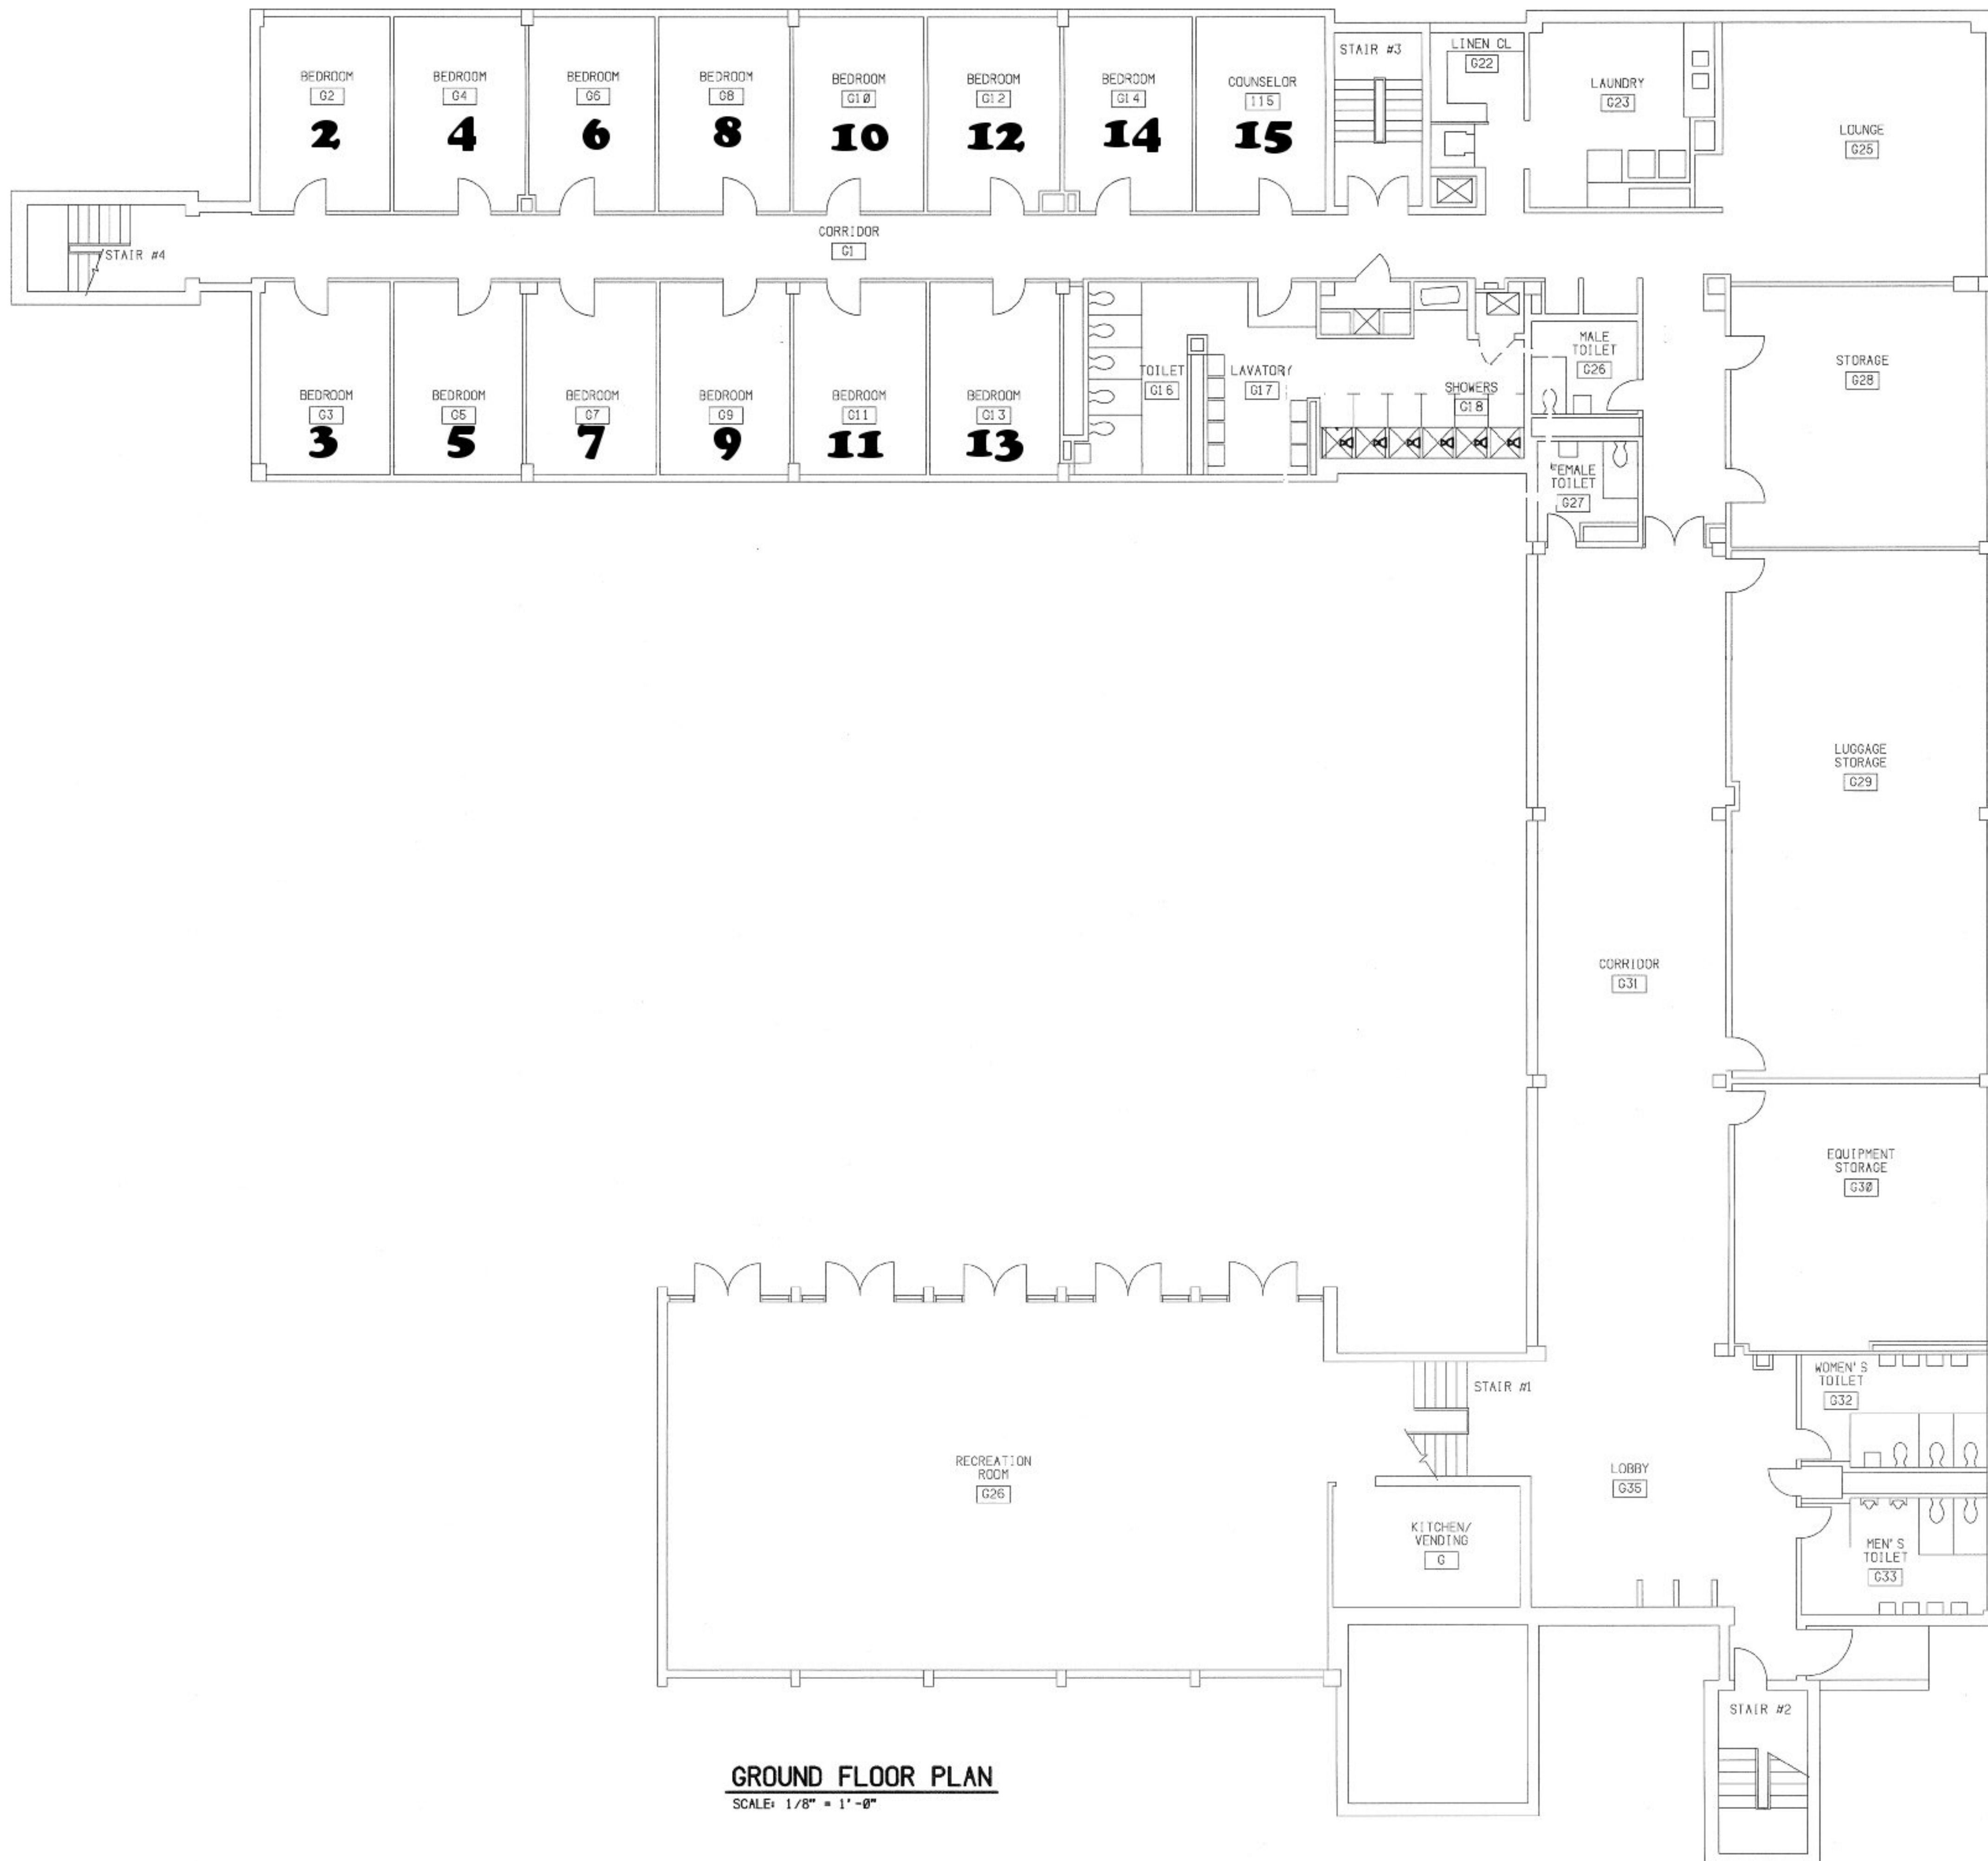 STAIR #3
LINEN CL
G22
BEDROOM
G2
2
BEDROOM
G4
4
BEDROOM
G6
6
BEDROOM
G8
8
BEDROOM
G10
10
BEDROOM
G12
12
BEDROOM
G14
14
COUNSELOR
115
15
LAUNDRY
G23
LOUNGE
G25
STAIR #4
CORRIDOR
G1
BEDROOM
G3
3
BEDROOM
G5
5
BEDROOM
G7
7
BEDROOM
G9
9
BEDROOM
G11
11
BEDROOM
G13
13
TOILET
G16
LAVATORY
G17
SHOWERS
G18
MALE
TOILET
G26
FEMALE
TOILET
G27
STORAGE
G28
LUGGAGE
STORAGE
G29
CORRIDOR
G31
EQUIPMENT
STORAGE
G30
STAIR #1
WOMEN'S
TOILET
G32
RECREATION
ROOM
G26
LOBBY
G35
KITCHEN/
VENDING
G
MEN'S
TOILET
G33
STAIR #2
GROUND FLOOR PLAN
SCALE: 1/8" = 1'-0"